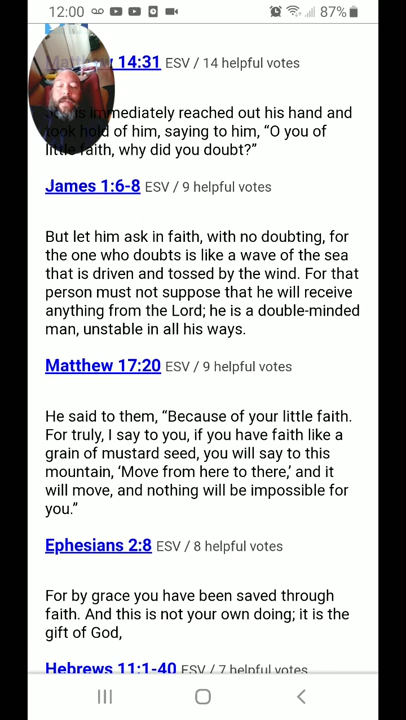 12:00
87%
14:31 ESV / 14 helpful votes
immediately reached out his hand and
took hold of him, saying to him, “O you of
little faith, why did you doubt?”
James 1:6-8 ESV / 9 helpful votes
But let him ask in faith, with no doubting, for
the one who doubts is like a wave of the sea
that is driven and tossed by the wind. For that
person must not suppose that he will receive
anything from the Lord; he is a double-minded
man, unstable in all his ways.
Matthew 17:20 ESV / 9 helpful votes
He said to them, “Because of your little faith.
For truly, I say to you, if you have faith like a
grain of mustard seed, you will say to this
mountain, ‘Move from here to there,’ and it
will move, and nothing will be impossible for
you.”
Ephesians 2:8 ESV / 8 helpful votes
For by grace you have been saved through
faith. And this is not your own doing; it is the
gift of God,
Hebrews 11:1-40 ESV / 7 helpful votes